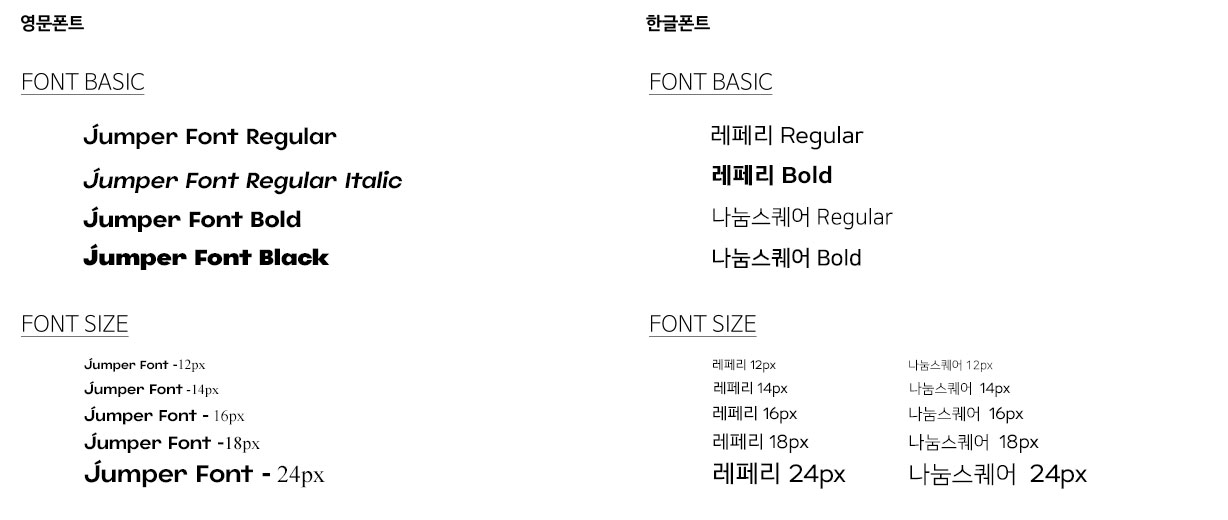 영문폰트
FONT BASIC
Jumper Font Regular
Jumper Font Regular Italic
Jumper Font Bold
Jumper Font Black
FONT SIZE
Jumper Font -12px
Jumper Font -14px
Jumper Font - 16px
Jumper Font -18px
Jumper Font - 24px
한글폰트
FONT BASIC
레페리 Regular
레페리 Bold
나눔스퀘어 Regular
나눔스퀘어 Bold
FONT SIZE
레페리 12px 나눔스퀘어 12px
레페리 14px 나눔스퀘어 14px
레페리 16px 나눔스퀘어 16px
레페리 18px 나눔스퀘어 18px
레페리 24px 나눔스퀘어 24px